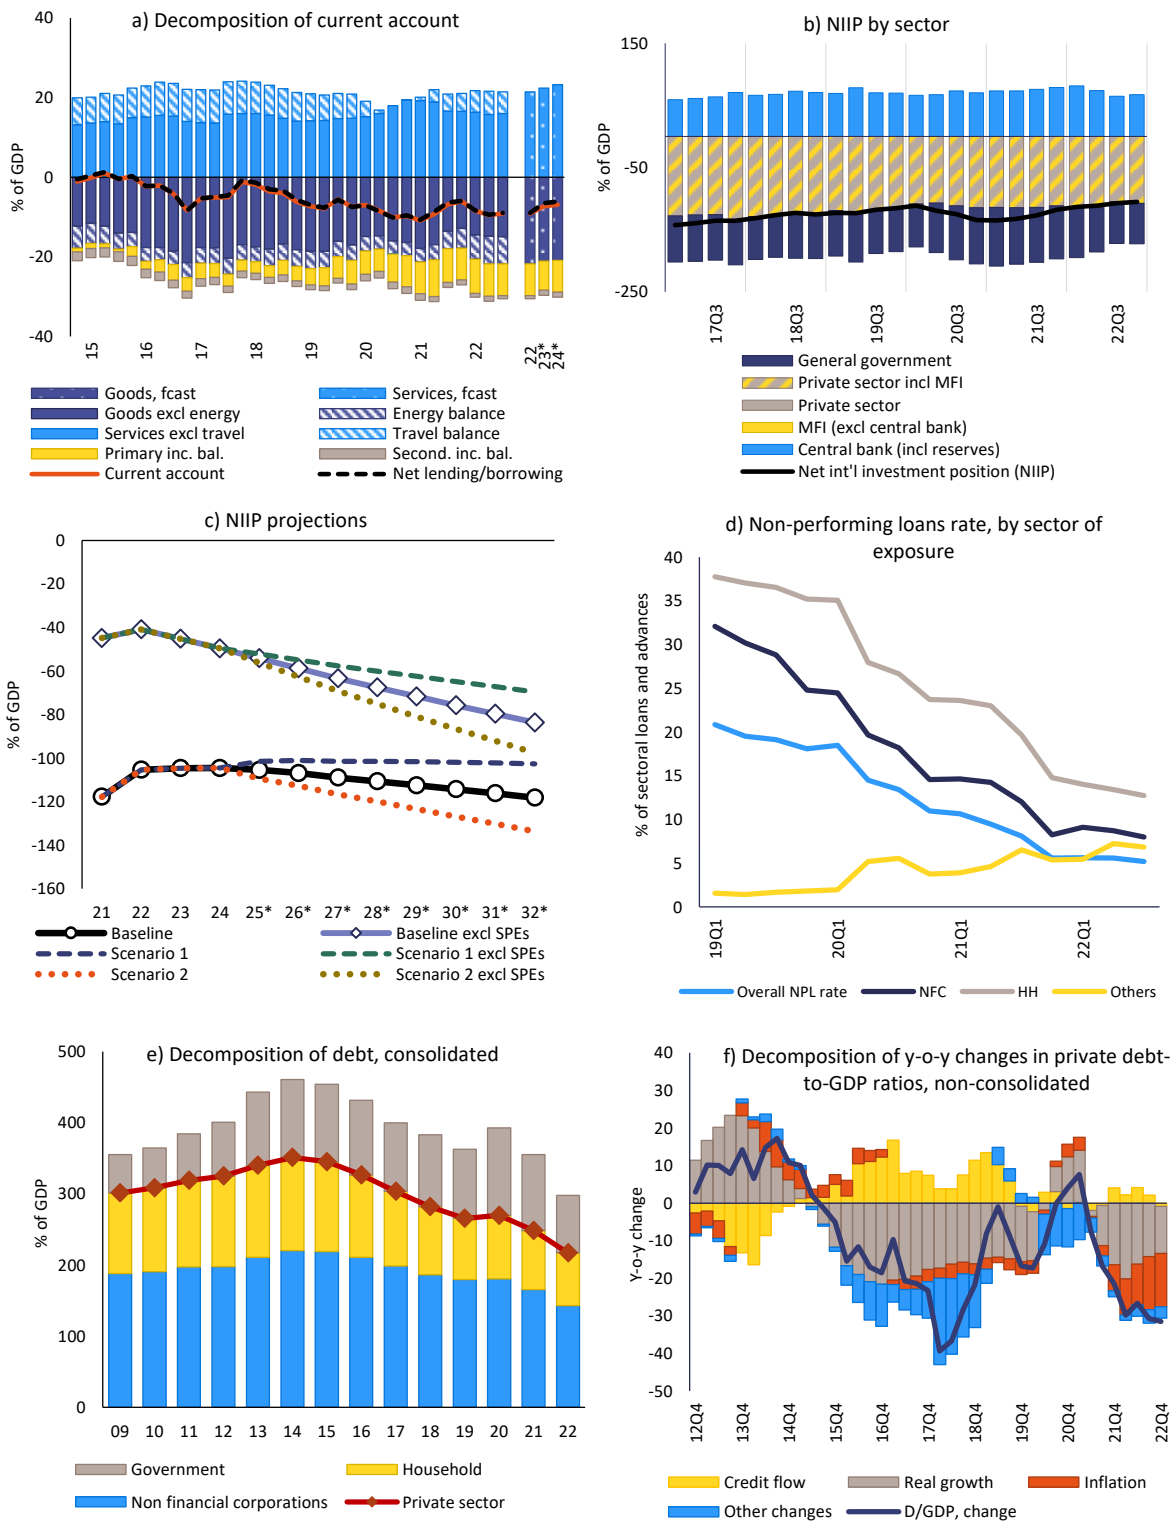 a) Decomposition of current account
% of GDP
40
20
0
-20
-40
15
16
17
18
19
20
21
22
22
23*
24*
Goods, fcast
Services, fcast
Goods excl energy
Energy balance
Services excl travel
Travel balance
Primary inc. bal.
Second. inc. bal.
Current account
Net lending/borrowing
b) NIIP by sector
% of GDP
150
-50
-250
17Q3
18Q3
19Q3
20Q3
21Q3
22Q3
General government
Private sector incl MFI
Private sector
MFI (excl central bank)
Central bank (incl reserves)
Net int'l investment position (NIIP)
c) NIIP projections
% of GDP
0
-20
-40
-60
-80
-100
-120
-140
-160
21 22 23 24 25* 26* 27* 28* 29* 30* 31* 32*
Baseline
Baseline excl SPEs
Scenario 1
Scenario 1 excl SPEs
Scenario 2
Scenario 2 excl SPEs
d) Non-performing loans rate, by sector of
exposure
% of sectoral loans and advances
40
35
30
25
20
15
10
5
0
19Q1
20Q1
21Q1
22Q1
Overall NPL rate
NFC
HH
Others
e) Decomposition of debt, consolidated
% of GDP
500
400
300
200
100
0
09 10 11 12 13 14 15 16 17 18 19 20 21 22
Government
Household
Non financial corporations
Private sector
f) Decomposition of y-o-y changes in private debt-
to-GDP ratios, non-consolidated
Y-o-y change
40
30
20
10
0
-10
-20
-30
-40
-50
12Q4
13Q4
14Q4
15Q4
16Q4
17Q4
18Q4
19Q4
20Q4
21Q4
22Q4
Credit flow
Real growth
Inflation
Other changes
D/GDP, change